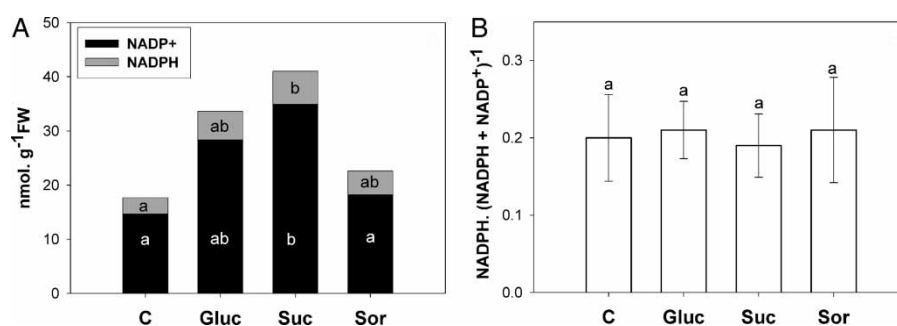 A
50
40
30
20
10
0
nmol. g-1FW
NADP+
NADPH
a
ab
b
ab
a
ab
b
a
C Gluc Suc Sor
B
0.3
0.2
0.1
0.0
NADPH. (NADPH + NADP+)-1
a
a
a
a
C Gluc Suc Sor